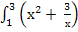 ∫₁³ (x² + 3/x)